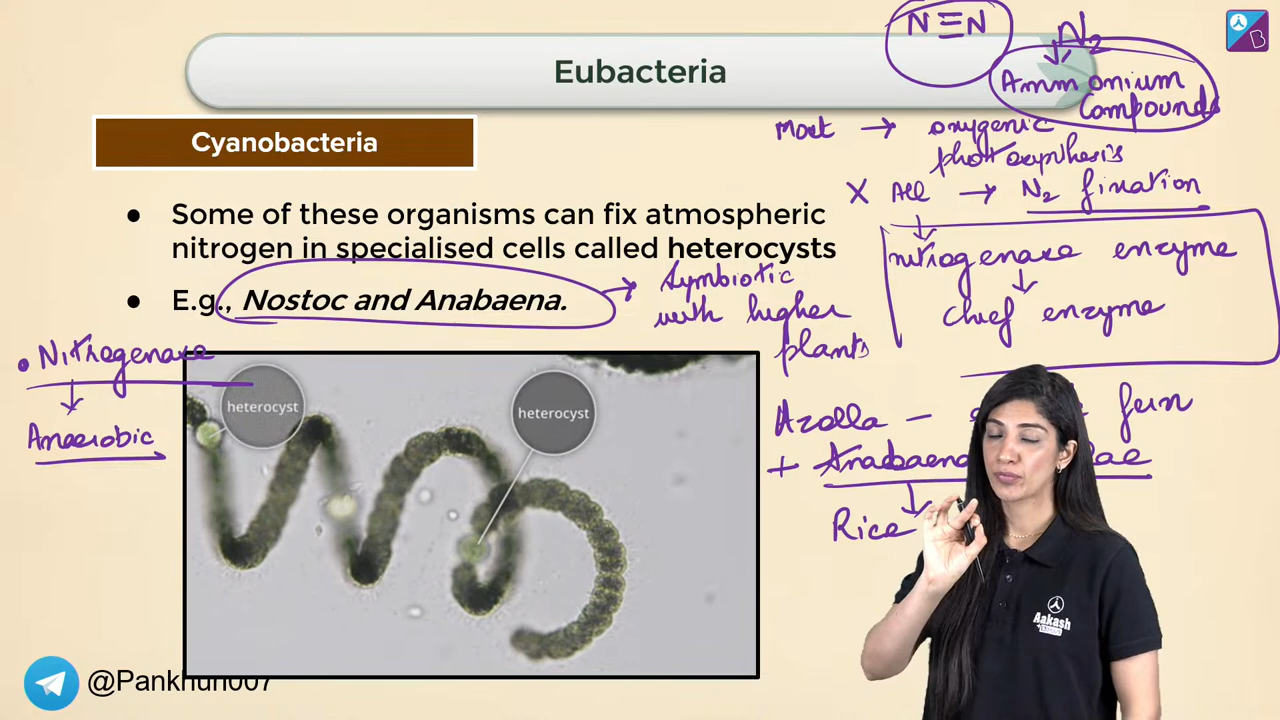 N≡N
N2
Eubacteria
Ammonium
Compounds
Cyanobacteria
Most → oxygenic
photosynthesis
X All → N2 fixation
• Some of these organisms can fix atmospheric
nitrogen in specialised cells called heterocysts
nitrogenase enzyme
chief enzyme
• E.g., Nostoc and Anabaena.
Symbiotic
with higher
plants
• Nitrogenase
Anaerobic
heterocyst
heterocyst
Azolla - fern
+ Anabaena
Rice
Aakash
@Pankhuri007